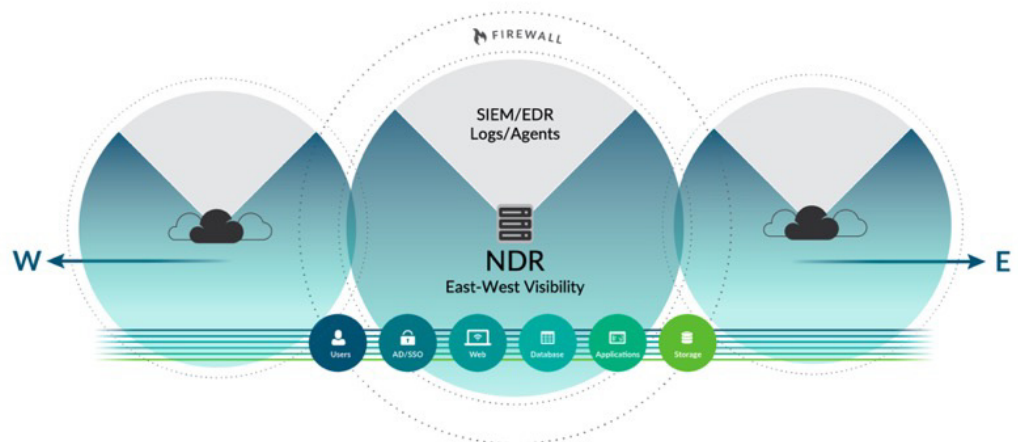 FIREWALL
SIEM/EDR
Logs/Agents
W
E
NDR
East-West Visibility
Users
AD/SSO
Web
Database
Applications
Storage